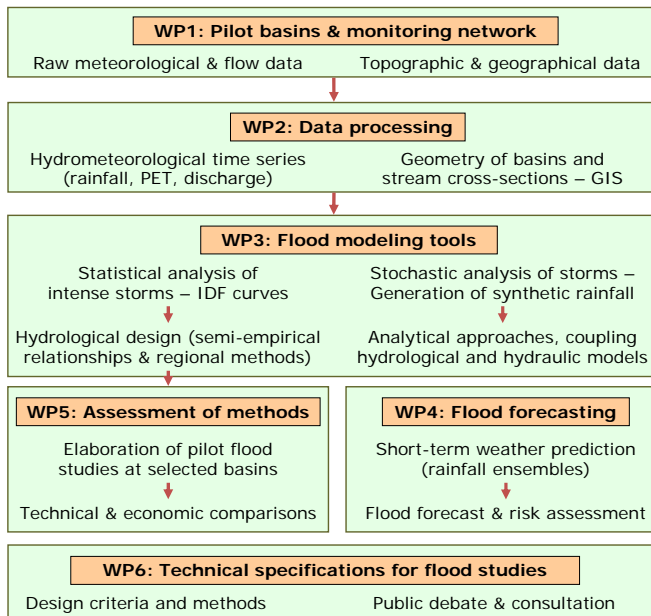 WP1: Pilot basins & monitoring network
Raw meteorological & flow data
Topographic & geographical data
WP2: Data processing
Hydrometeorological time series
(rainfall, PET, discharge)
Geometry of basins and
stream cross-sections – GIS
WP3: Flood modeling tools
Statistical analysis of
intense storms – IDF curves
Stochastic analysis of storms –
Generation of synthetic rainfall
Hydrological design (semi-empirical
relationships & regional methods)
Analytical approaches, coupling
hydrological and hydraulic models
WP5: Assessment of methods
Elaboration of pilot flood
studies at selected basins
Technical & economic comparisons
WP4: Flood forecasting
Short-term weather prediction
(rainfall ensembles)
Flood forecast & risk assessment
WP6: Technical specifications for flood studies
Design criteria and methods
Public debate & consultation